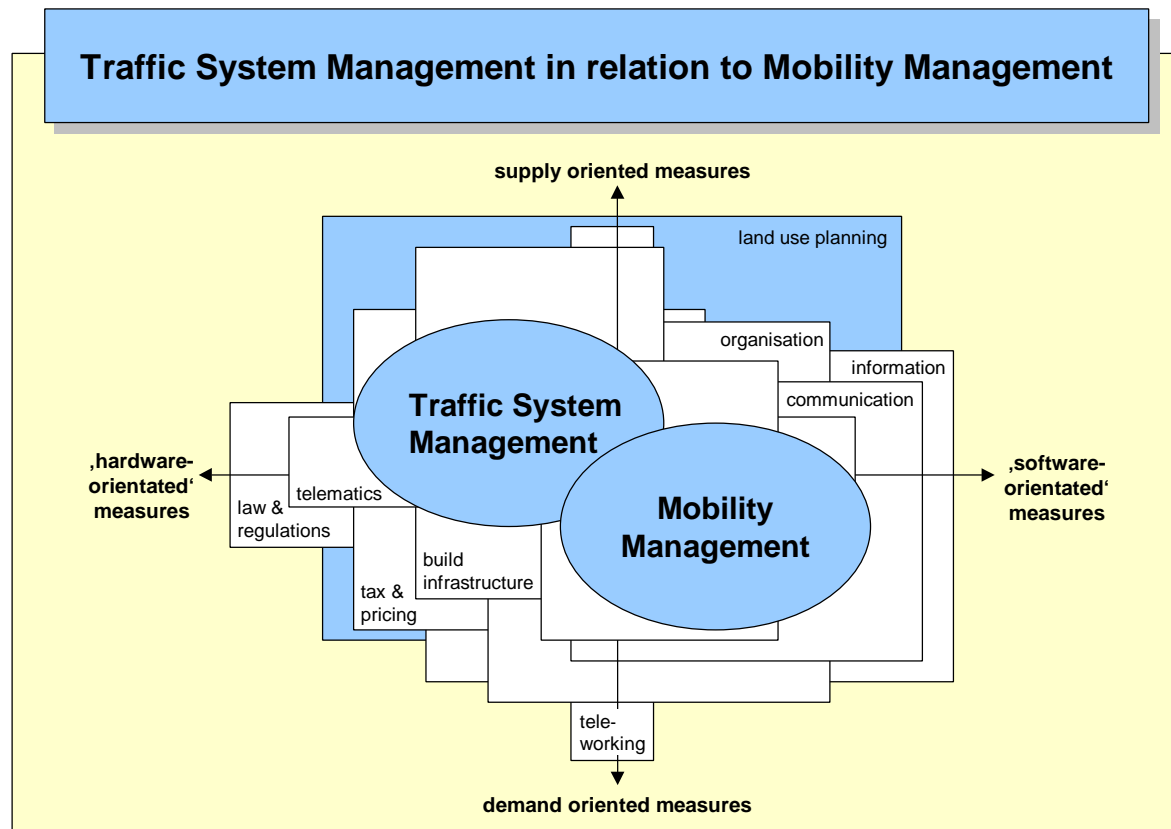 Traffic System Management in relation to Mobility Management
supply oriented measures
land use planning
organisation
information
communication
Traffic System
Management
‚hardware-
orientated‘
measures
telematics
law &
regulations
‚software-
orientated‘
measures
Mobility
Management
build
infrastructure
tax &
pricing
tele-
working
demand oriented measures